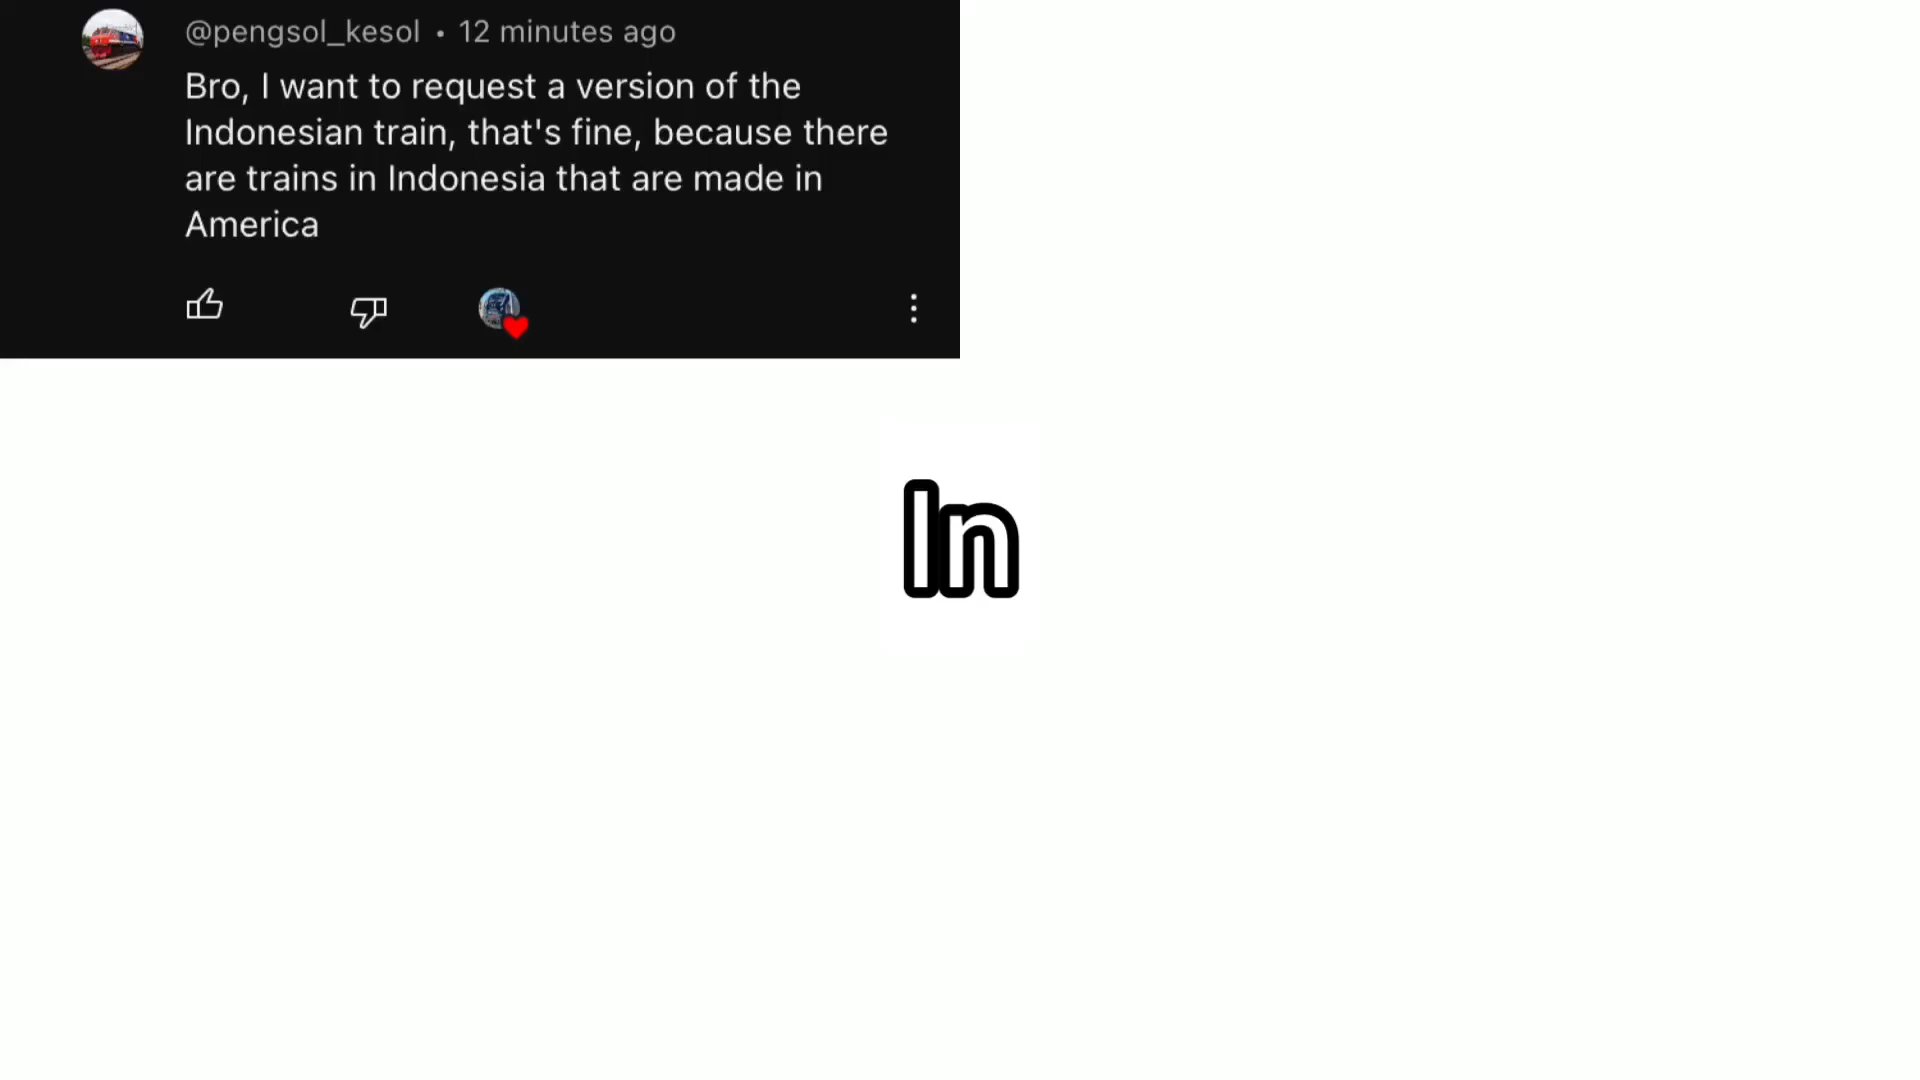 @pengsol_kesol • 12 minutes ago
Bro, I want to request a version of the
Indonesian train, that's fine, because there
are trains in Indonesia that are made in
America
In